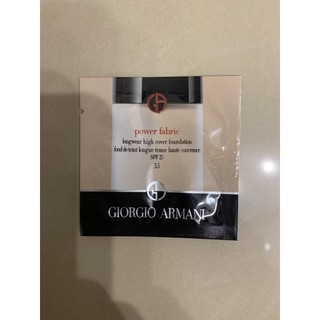 power fabric
longwear high cover foundation
fond de teint longue tenue haute couvrance
SPF 25
3.5
GIORGIO ARMANI